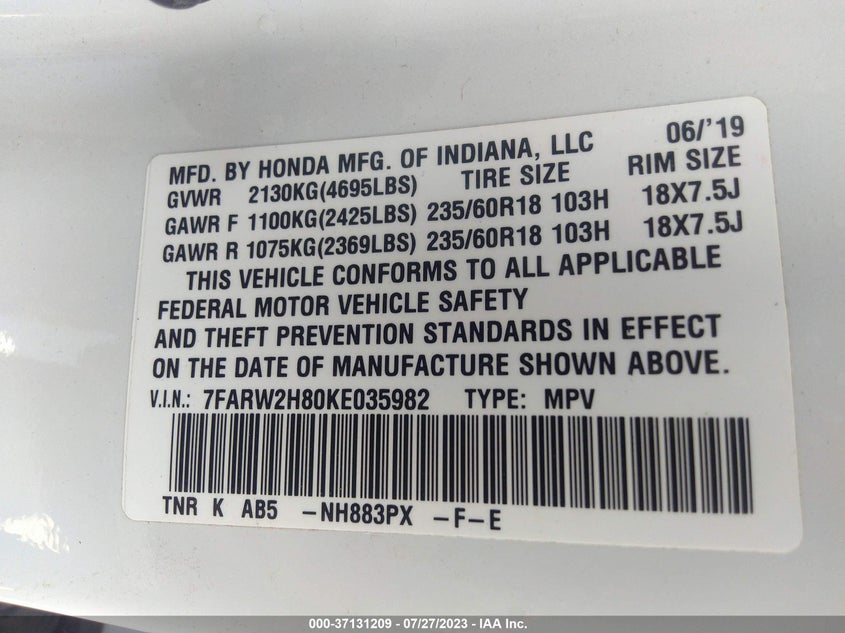 06/'19
MFD. BY HONDA MFG. OF INDIANA, LLC
GVWR 2130KG(4695LBS) TIRE SIZE RIM SIZE
GAWR F 1100KG(2425LBS) 235/60R18 103H 18X7.5J
GAWR R 1075KG(2369LBS) 235/60R18 103H 18X7.5J
THIS VEHICLE CONFORMS TO ALL APPLICABLE
FEDERAL MOTOR VEHICLE SAFETY
AND THEFT PREVENTION STANDARDS IN EFFECT
ON THE DATE OF MANUFACTURE SHOWN ABOVE.
V.I.N.: 7FARW2H80KE035982 TYPE: MPV
TNR K AB5 -NH883PX -F-E
000-37131209 - 07/27/2023 - IAA Inc.